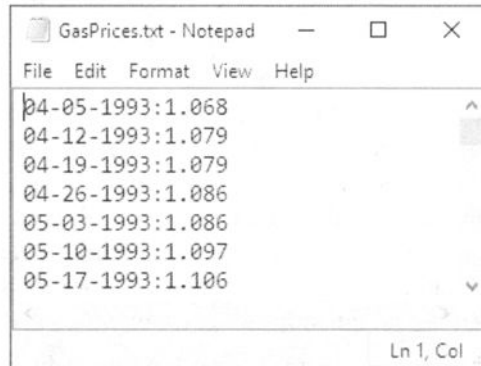 GasPrices.txt - Notepad
File Edit Format View Help
04-05-1993:1.068
04-12-1993:1.079
04-19-1993:1.079
04-26-1993:1.086
05-03-1993:1.086
05-10-1993:1.097
05-17-1993:1.106
Ln 1, Col